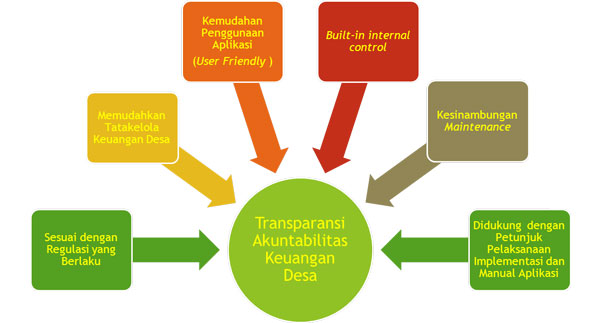 Kemudahan
Penggunaan
Aplikasi
(User Friendly )
Built-in internal
control
Memudahkan
Tatakelola
Keuangan Desa
Kesinambungan
Maintenance
Sesuai dengan
Regulasi yang
Berlaku
Transparansi
Akuntabilitas
Keuangan
Desa
Didukung dengan
Petunjuk
Pelaksanaan
Implementasi dan
Manual Aplikasi